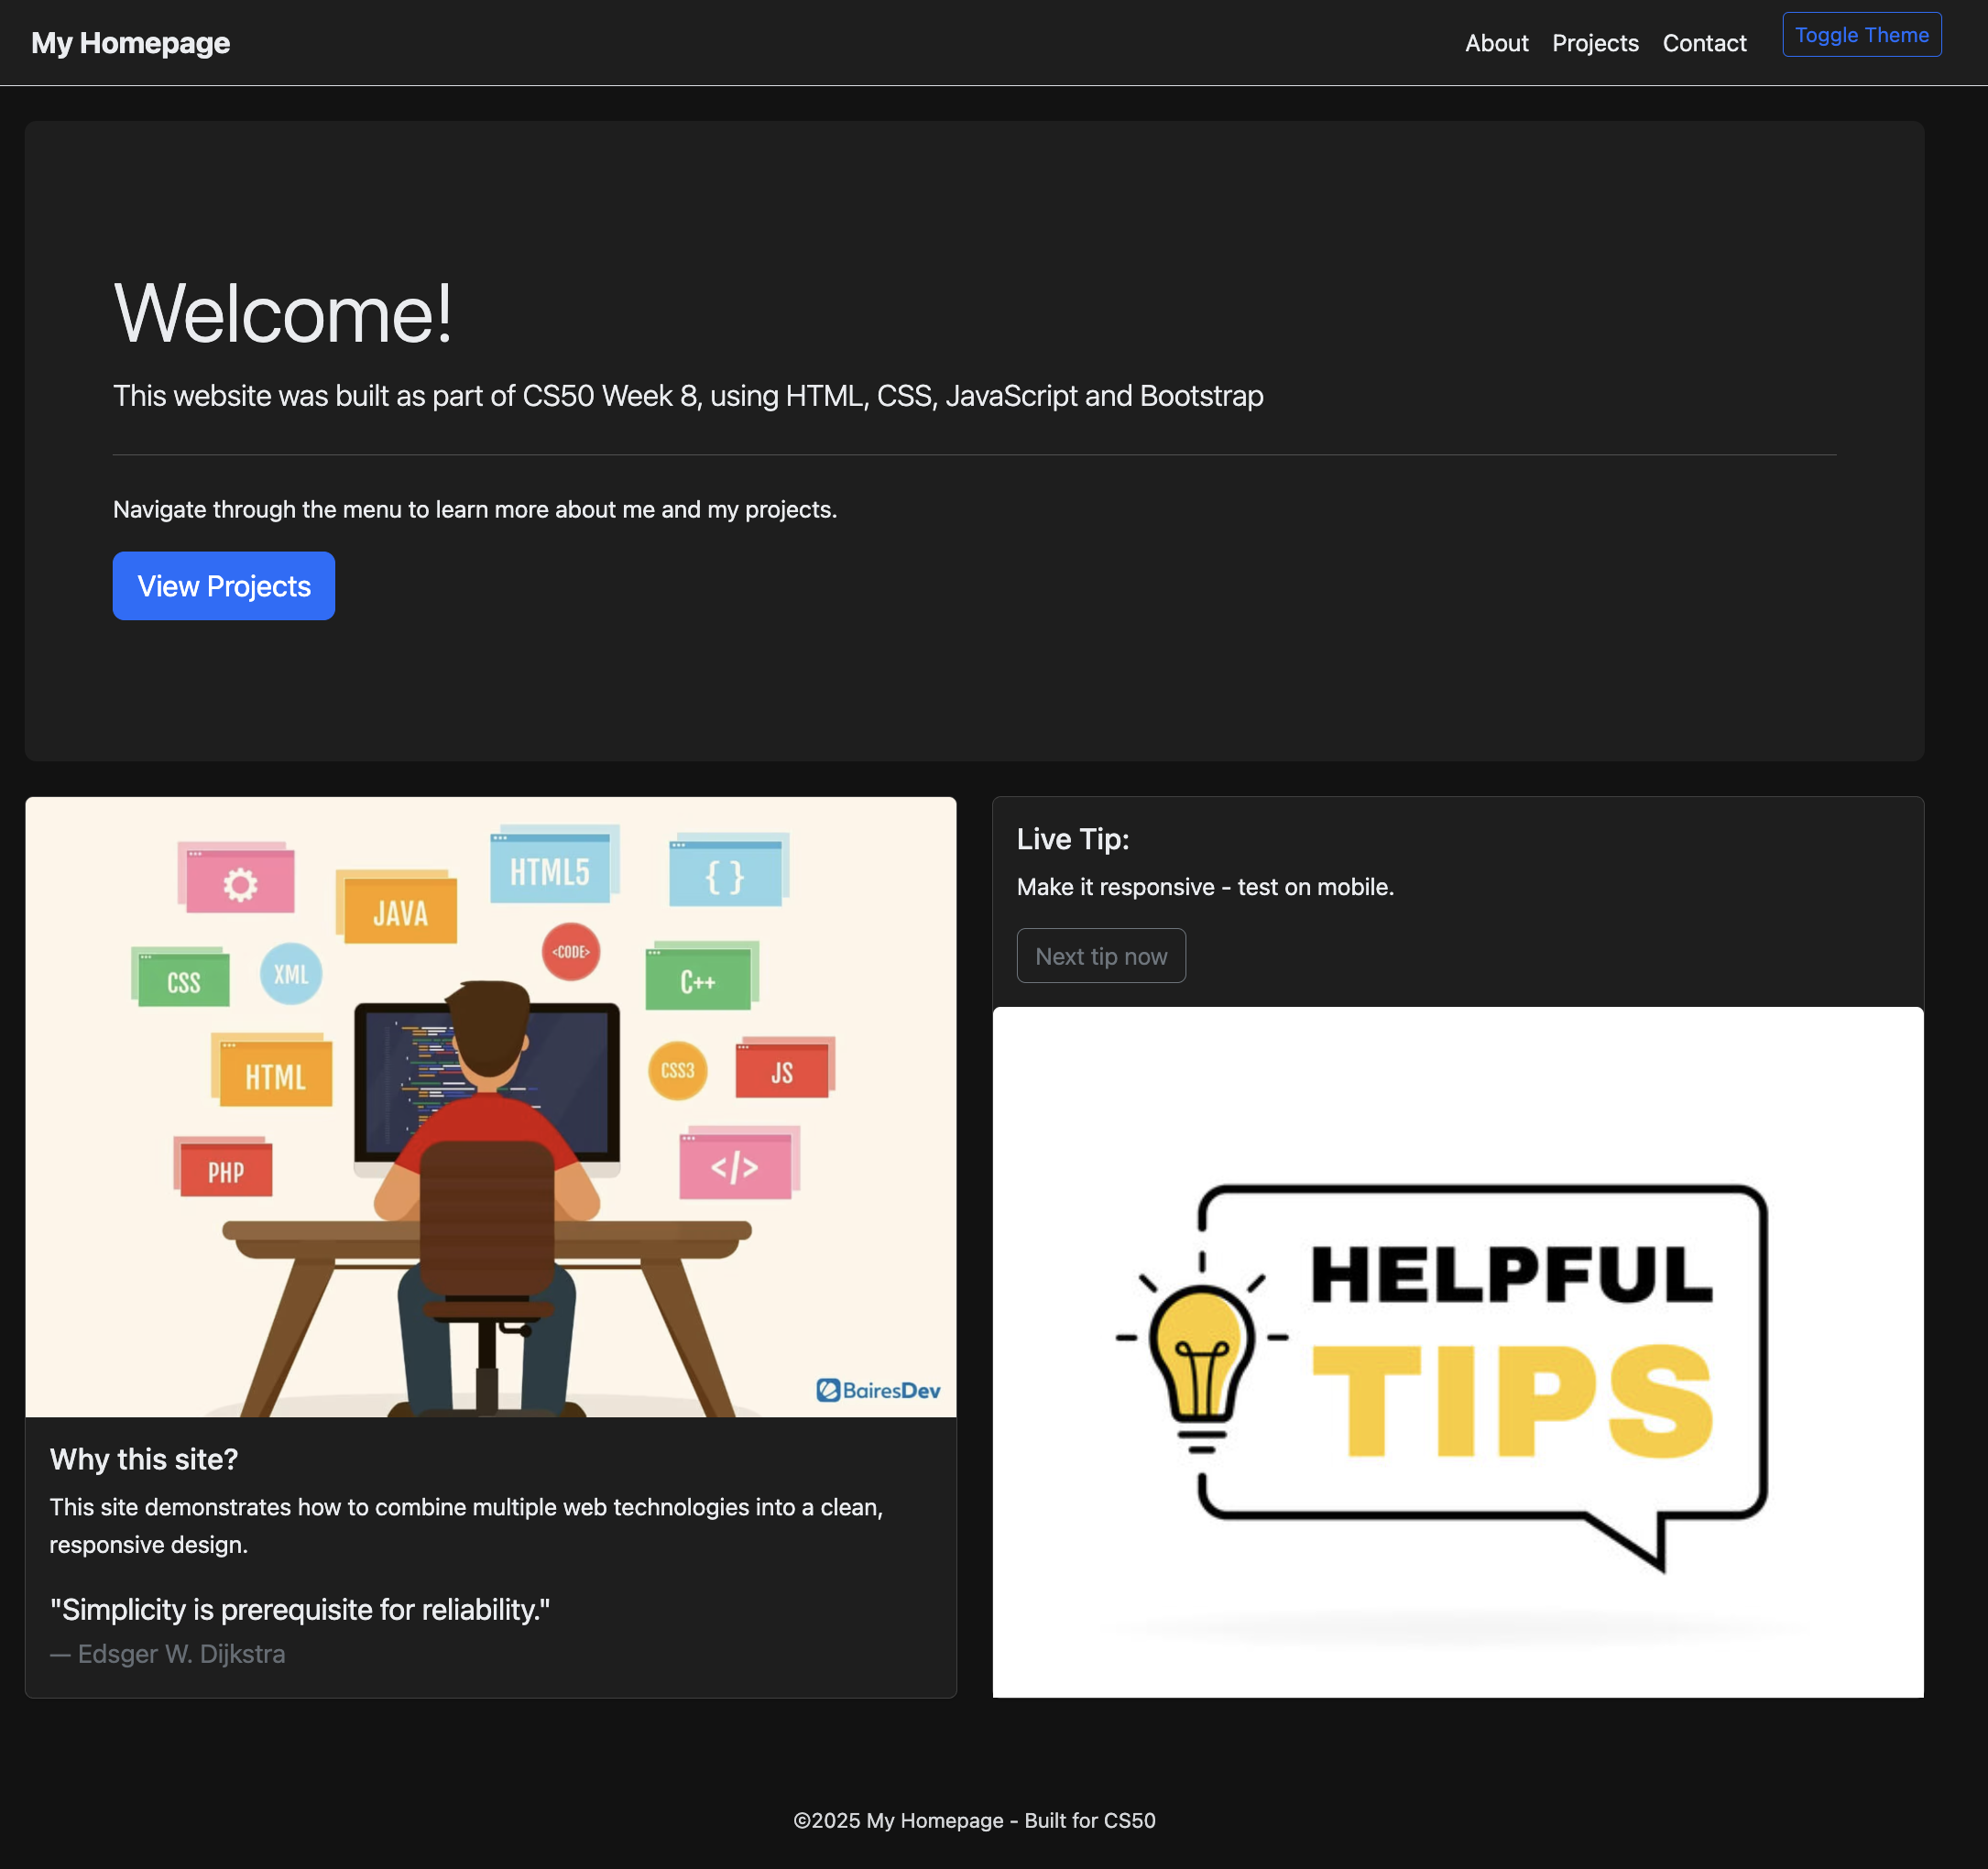 My Homepage
About Projects Contact Toggle Theme
Welcome!
This website was built as part of CS50 Week 8, using HTML, CSS, JavaScript and Bootstrap
Navigate through the menu to learn more about me and my projects.
View Projects
HTML5
{ }
JAVA
<CODE>
CSS
XML
C++
HTML
CSS3
JS
PHP
</>
BairesDev
Why this site?
This site demonstrates how to combine multiple web technologies into a clean,
responsive design.
"Simplicity is prerequisite for reliability."
— Edsger W. Dijkstra
Live Tip:
Make it responsive - test on mobile.
Next tip now
HELPFUL
TIPS
©2025 My Homepage - Built for CS50